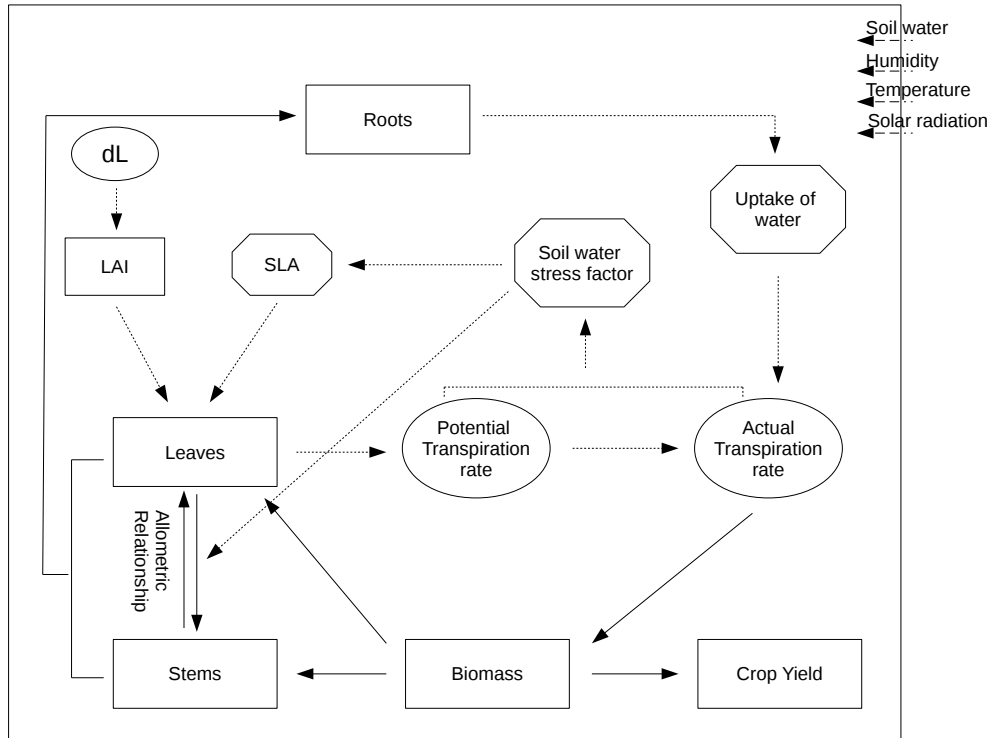 Soil water
Humidity
Temperature
Solar radiation
Roots
dL
Uptake of
water
LAI
SLA
Soil water
stress factor
Leaves
Potential
Transpiration
rate
Actual
Transpiration
rate
Allometric
Relationship
Stems
Biomass
Crop Yield